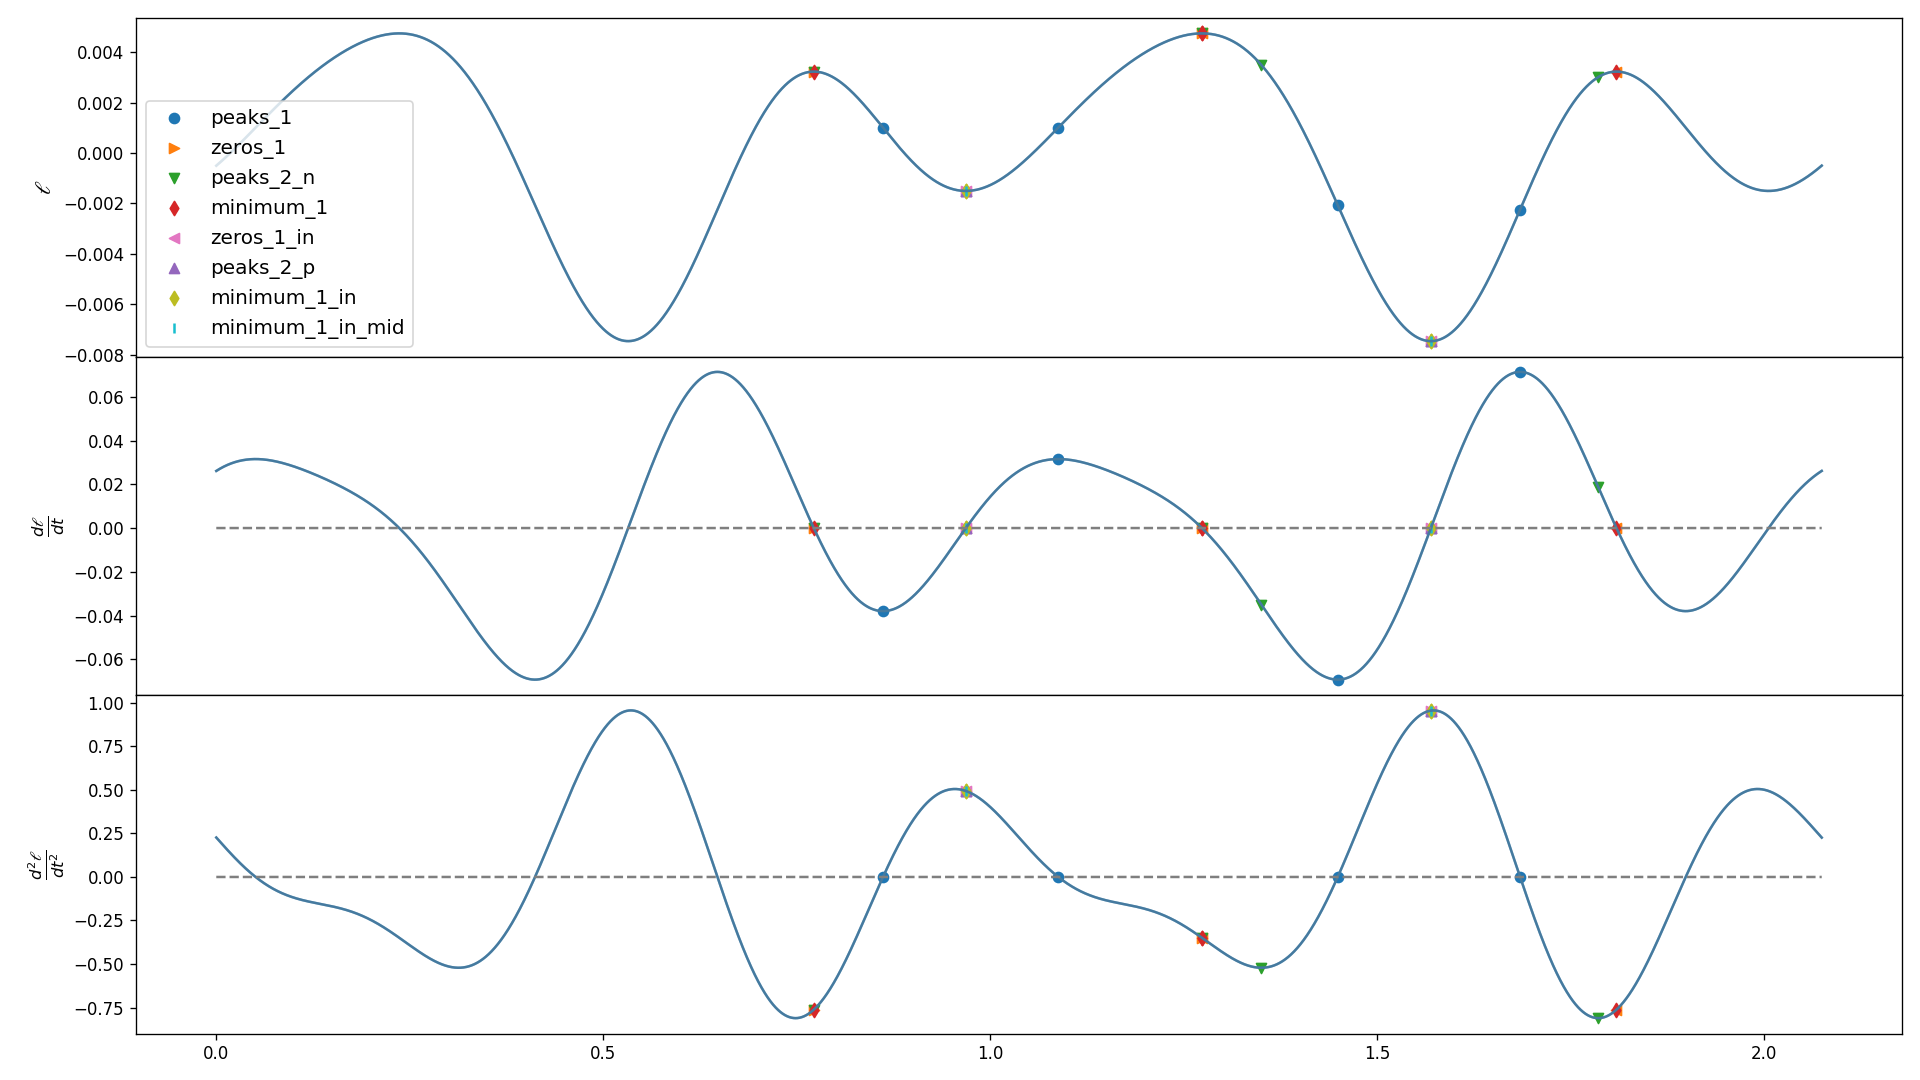 0.004
0.002
0.000
−0.002
−0.004
−0.006
−0.008
ℓ
peaks_1
zeros_1
peaks_2_n
minimum_1
zeros_1_in
peaks_2_p
minimum_1_in
minimum_1_in_mid
0.06
0.04
0.02
0.00
−0.02
−0.04
−0.06
dℓ/dt
1.00
0.75
0.50
0.25
0.00
−0.25
−0.50
−0.75
d²ℓ/dt²
0.0 0.5 1.0 1.5 2.0